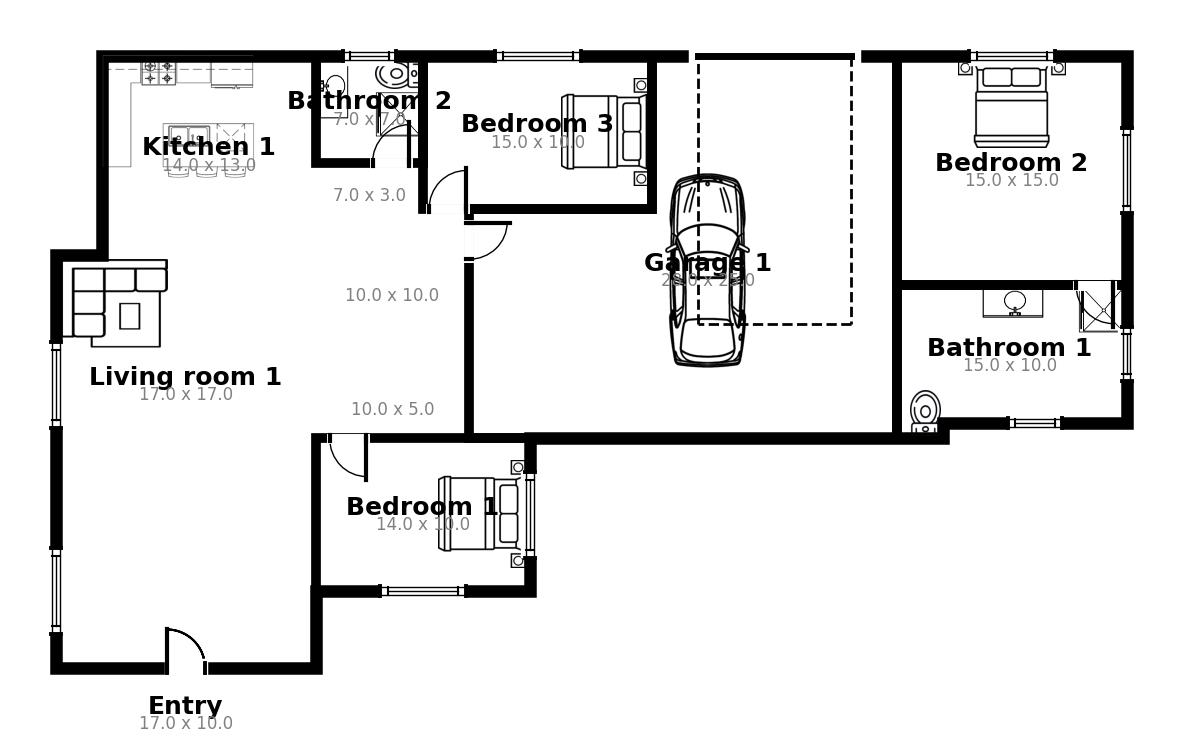 Bathroom 2
7.0 x 7.0
Bedroom 3
15.0 x 10.0
Kitchen 1
14.0 x 13.0
Bedroom 2
15.0 x 15.0
7.0 x 3.0
Garage 1
28.0 x 25.0
10.0 x 10.0
Bathroom 1
15.0 x 10.0
Living room 1
17.0 x 17.0
10.0 x 5.0
Bedroom 1
14.0 x 10.0
Entry
17.0 x 10.0